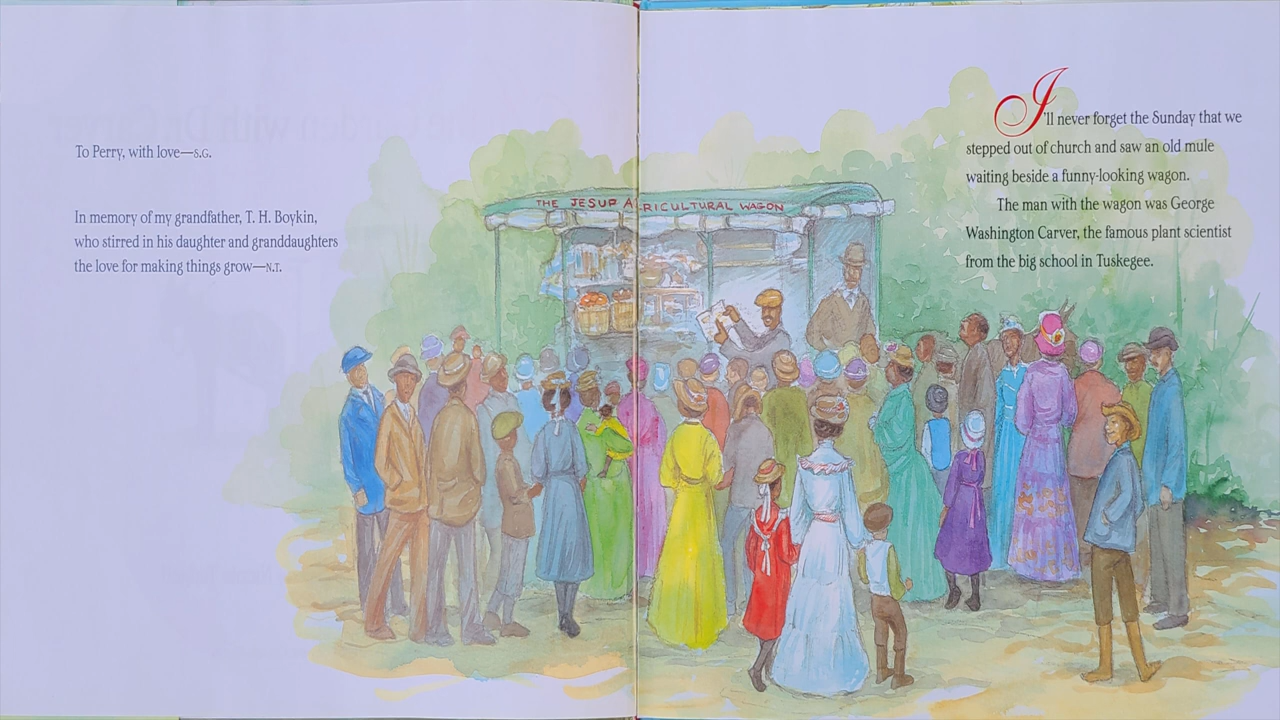 To Perry, with love—S.G.
In memory of my grandfather, T. H. Boykin,
who stirred in his daughter and granddaughters
the love for making things grow—N.T.
THE JESUP A RICULTURAL WAGON
I'll never forget the Sunday that we
stepped out of church and saw an old mule
waiting beside a funny-looking wagon.
The man with the wagon was George
Washington Carver, the famous plant scientist
from the big school in Tuskegee.